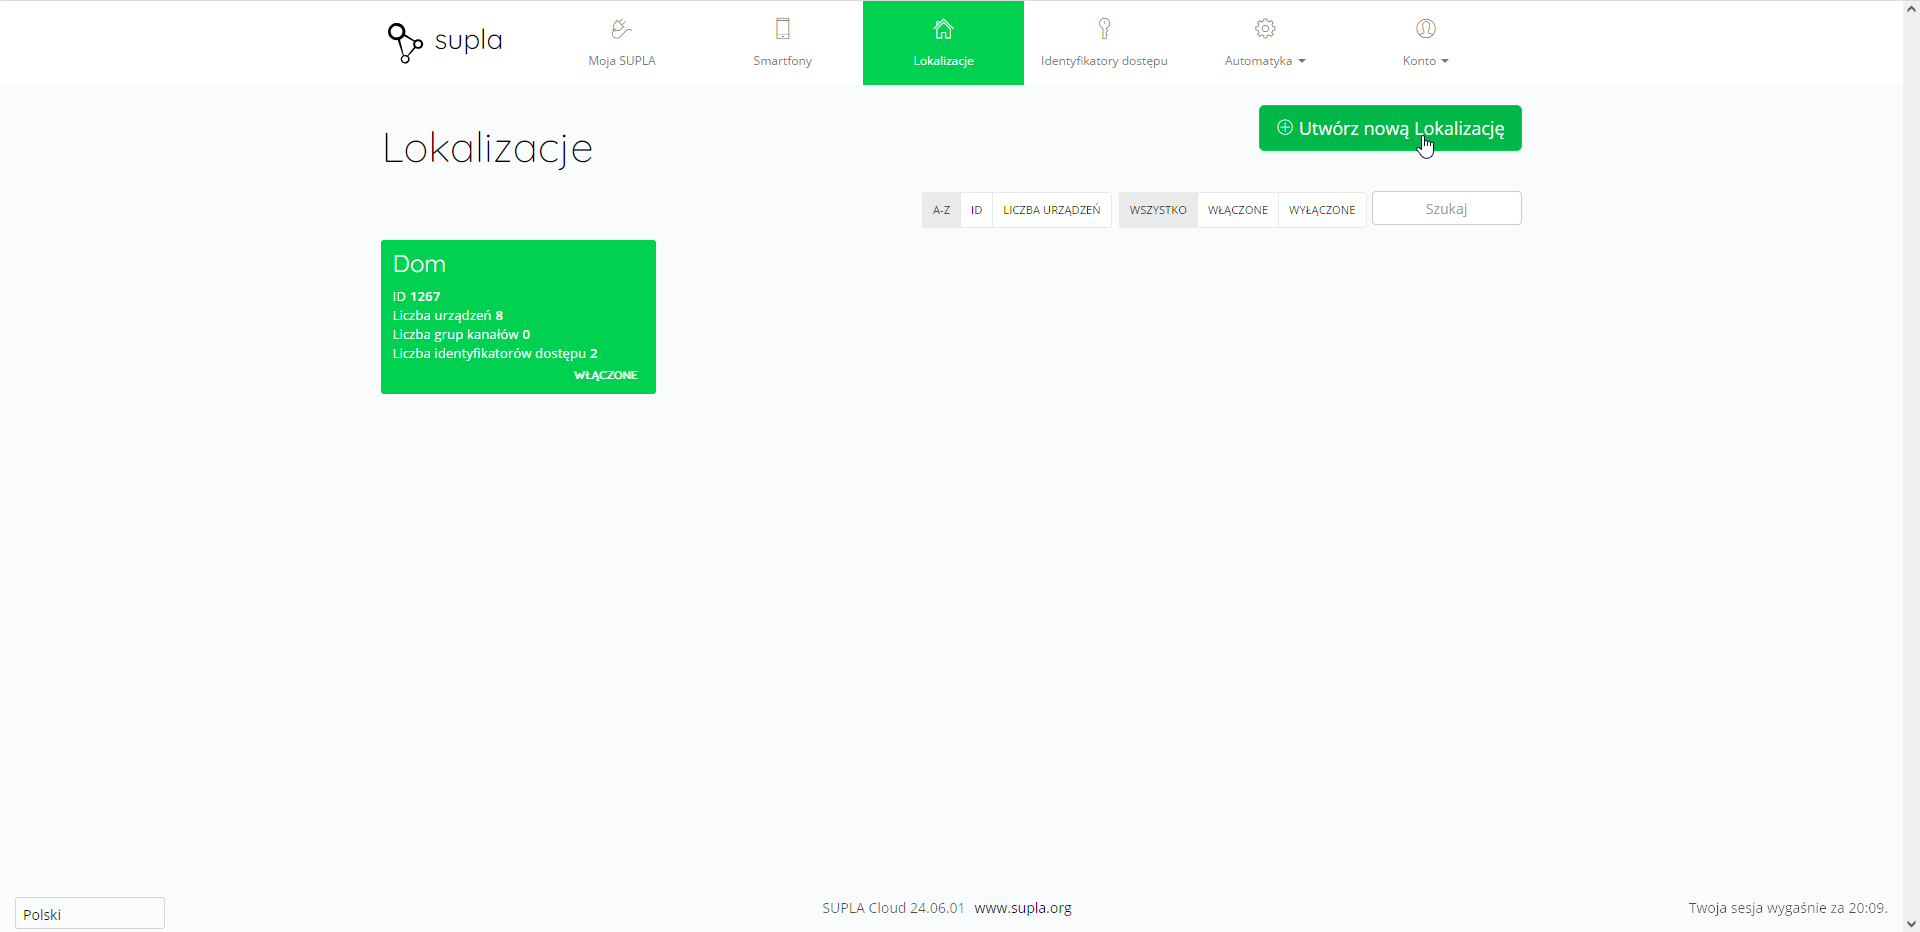 supla
Moja SUPLA
Smartfony
Lokalizacje
Identyfikatory dostępu
Automatyka
Konto
Lokalizacje
Utwórz nową Lokalizację
A-Z
ID
LICZBA URZĄDZEŃ
WSZYSTKO
WŁĄCZONE
WYŁĄCZONE
Szukaj
Dom
ID 1267
Liczba urządzeń 8
Liczba grup kanałów 0
Liczba identyfikatorów dostępu 2
WŁĄCZONE
Polski
SUPLA Cloud 24.06.01 www.supla.org
Twoja sesja wygaśnie za 20:09.